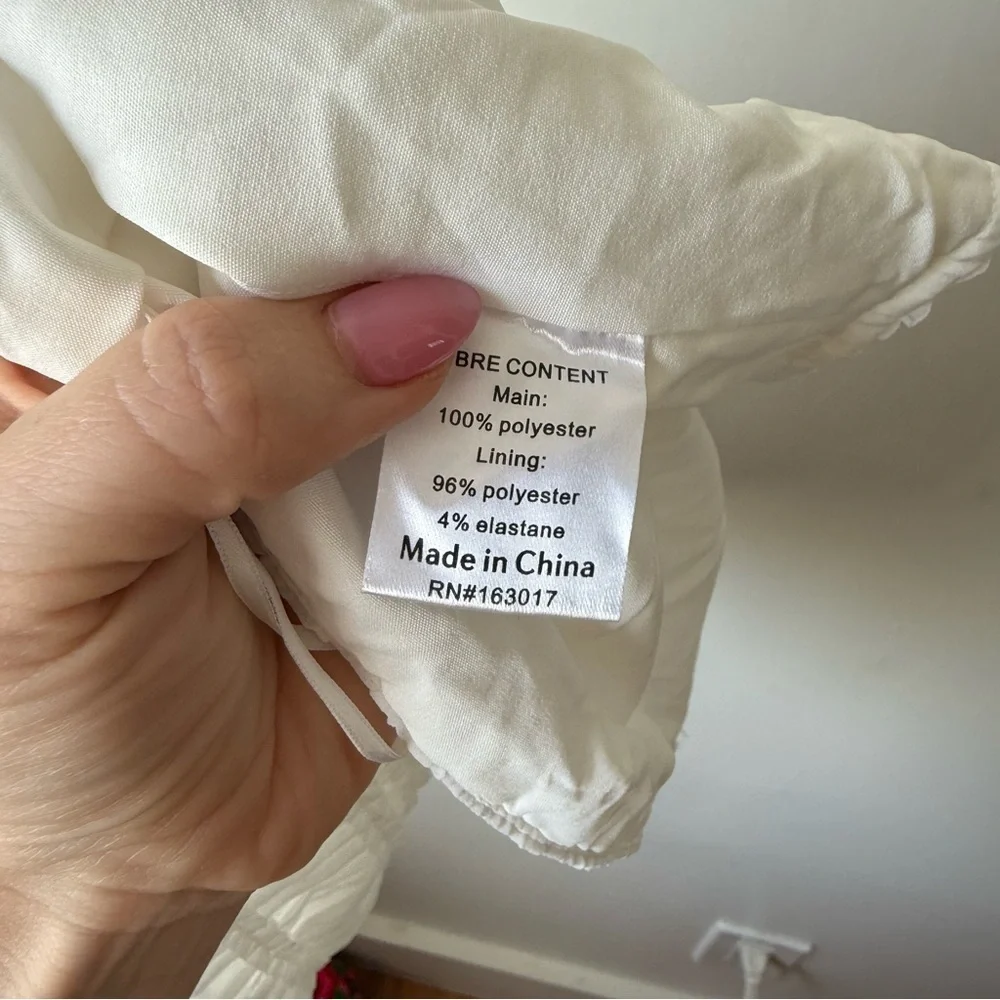 BRE CONTENT
Main:
100% polyester
Lining:
96% polyester
4% elastane
Made in China
RN#163017